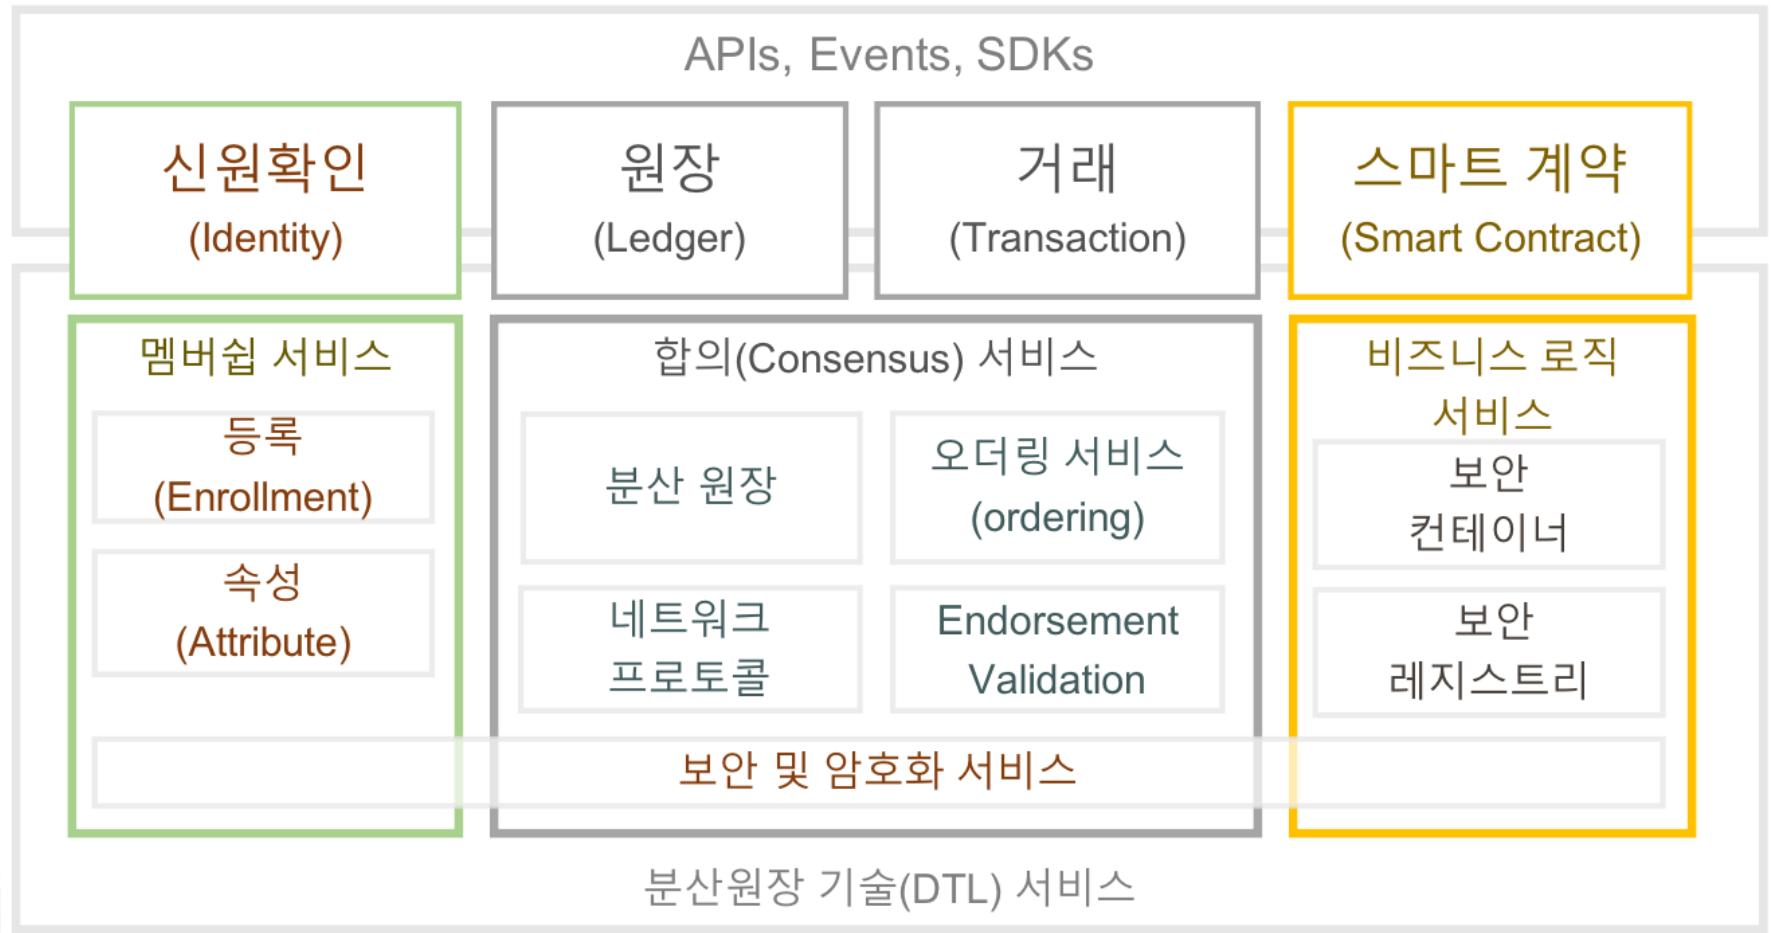 APIs, Events, SDKs
신원확인
(Identity)
원장
(Ledger)
거래
(Transaction)
스마트 계약
(Smart Contract)
멤버쉽 서비스
등록
(Enrollment)
속성
(Attribute)
합의(Consensus) 서비스
분산 원장
오더링 서비스
(ordering)
네트워크
프로토콜
Endorsement
Validation
비즈니스 로직
서비스
보안
컨테이너
보안
레지스트리
보안 및 암호화 서비스
분산원장 기술(DTL) 서비스